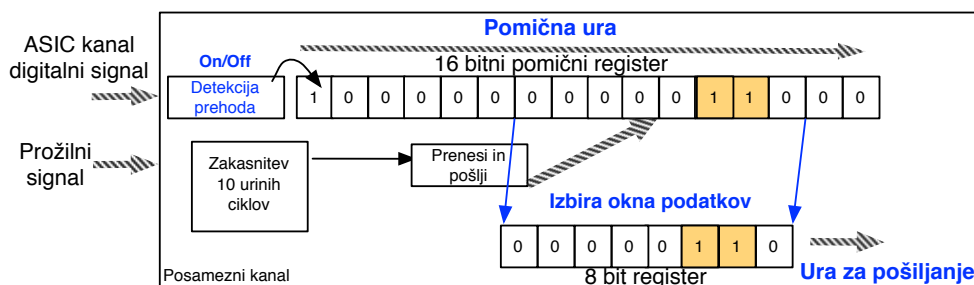 Pomična ura
ASIC kanal
digitalni signal
On/Off
16 bitni pomični register
Detekcija
prehoda
1 0 0 0 0 0 0 0 0 0 0 1 1 0 0 0
Prožilni
signal
Zakasnitev
10 urinih
ciklov
Prenesi in
pošlji
Izbira okna podatkov
0 0 0 0 0 1 1 0
8 bit register
Ura za pošiljanje
Posamezni kanal